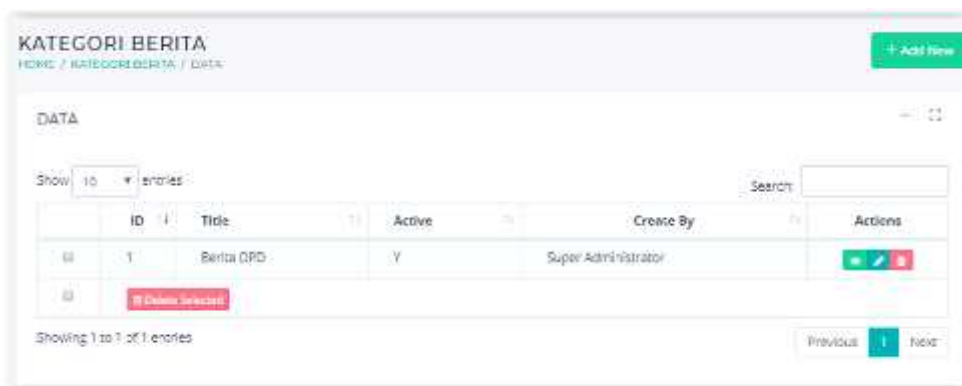 KATEGORI BERITA
+ Add New
HOME / KATEGORI BERITA / DATA
DATA
Show 10 entries
Search:
ID Title Active Create By Actions
1 Berita OPD Y Super Administrator
Delete Selected
Showing 1 to 1 of 1 entries
Previous 1 Next